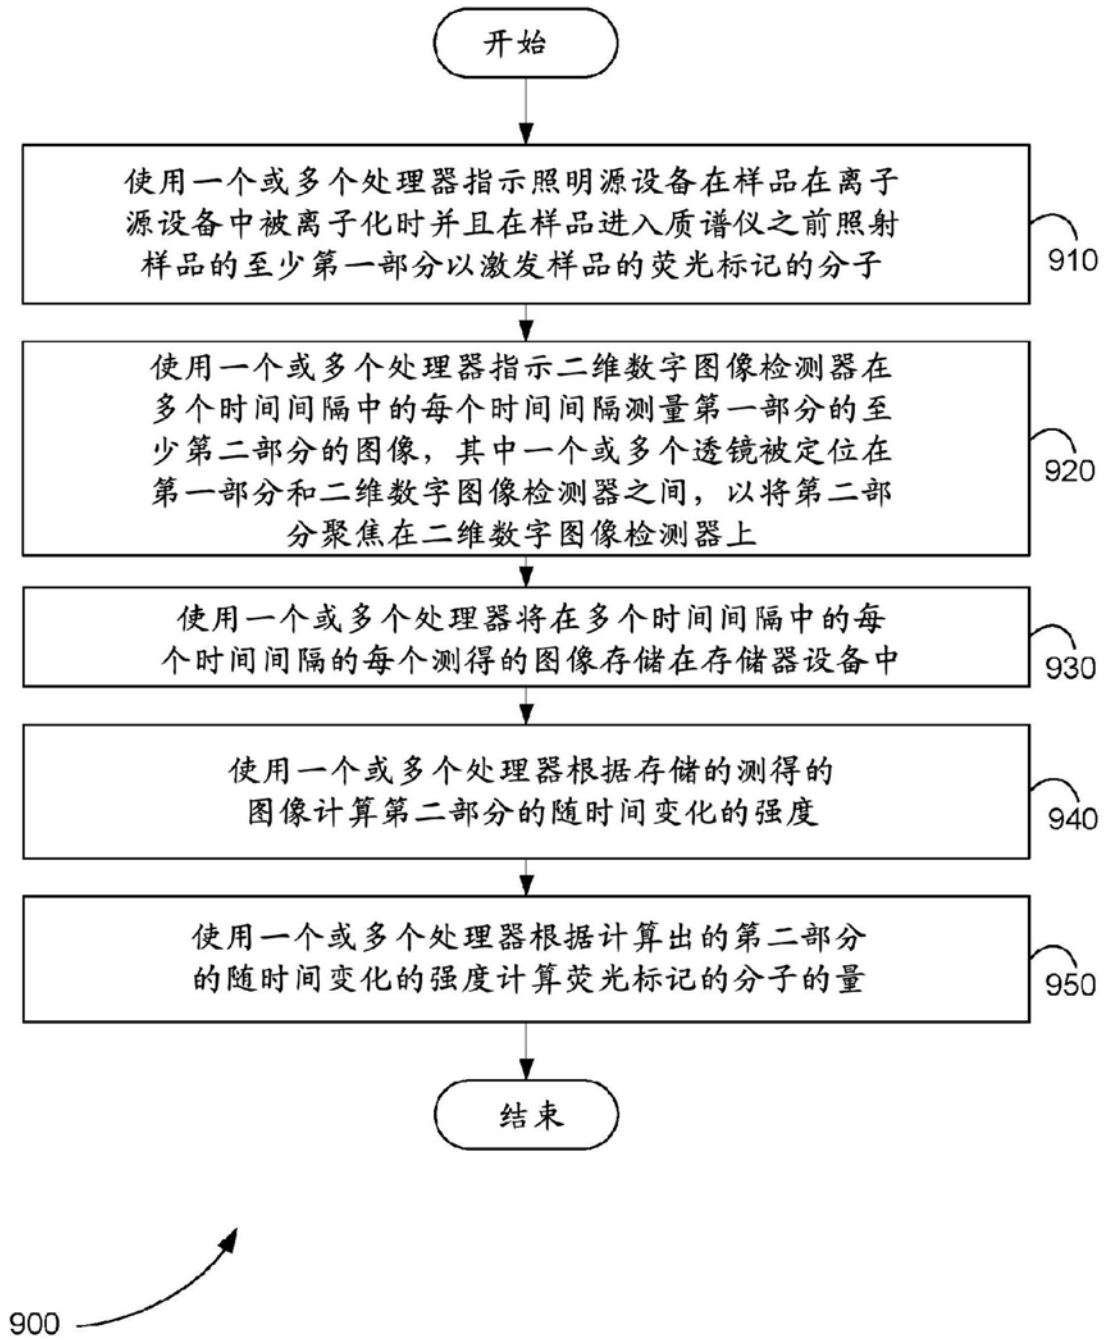 开始
使用一个或多个处理器指示照明源设备在样品在离子
源设备中被离子化时并且在样品进入质谱仪之前照射
样品的至少第一部分以激发样品的荧光标记的分子
910
使用一个或多个处理器指示二维数字图像检测器在
多个时间间隔中的每个时间间隔测量第一部分的至
少第二部分的图像，其中一个或多个透镜被定位在
第一部分和二维数字图像检测器之间，以将第二部
分聚焦在二维数字图像检测器上
920
使用一个或多个处理器将在多个时间间隔中的每
个时间间隔的每个测得的图像存储在存储器设备中
930
使用一个或多个处理器根据存储的测得的
图像计算第二部分的随时间变化的强度
940
使用一个或多个处理器根据计算出的第二部分
的随时间变化的强度计算荧光标记的分子的量
950
结束
900